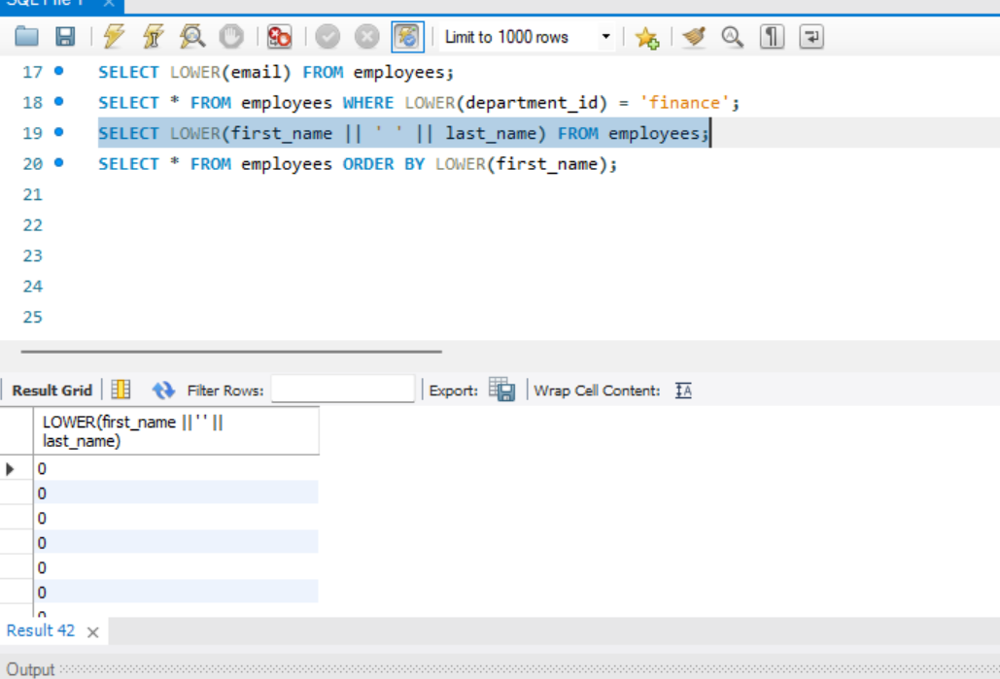 SQL File 1 ×
Limit to 1000 rows
17 SELECT LOWER(email) FROM employees;
18 SELECT * FROM employees WHERE LOWER(department_id) = 'finance';
19 SELECT LOWER(first_name || ' ' || last_name) FROM employees;
20 SELECT * FROM employees ORDER BY LOWER(first_name);
21
22
23
24
25
Result Grid Filter Rows: Export: Wrap Cell Content: IA
LOWER(first_name || ' ' ||
last_name)
0
0
0
0
0
0
0
Result 42 ×
Output